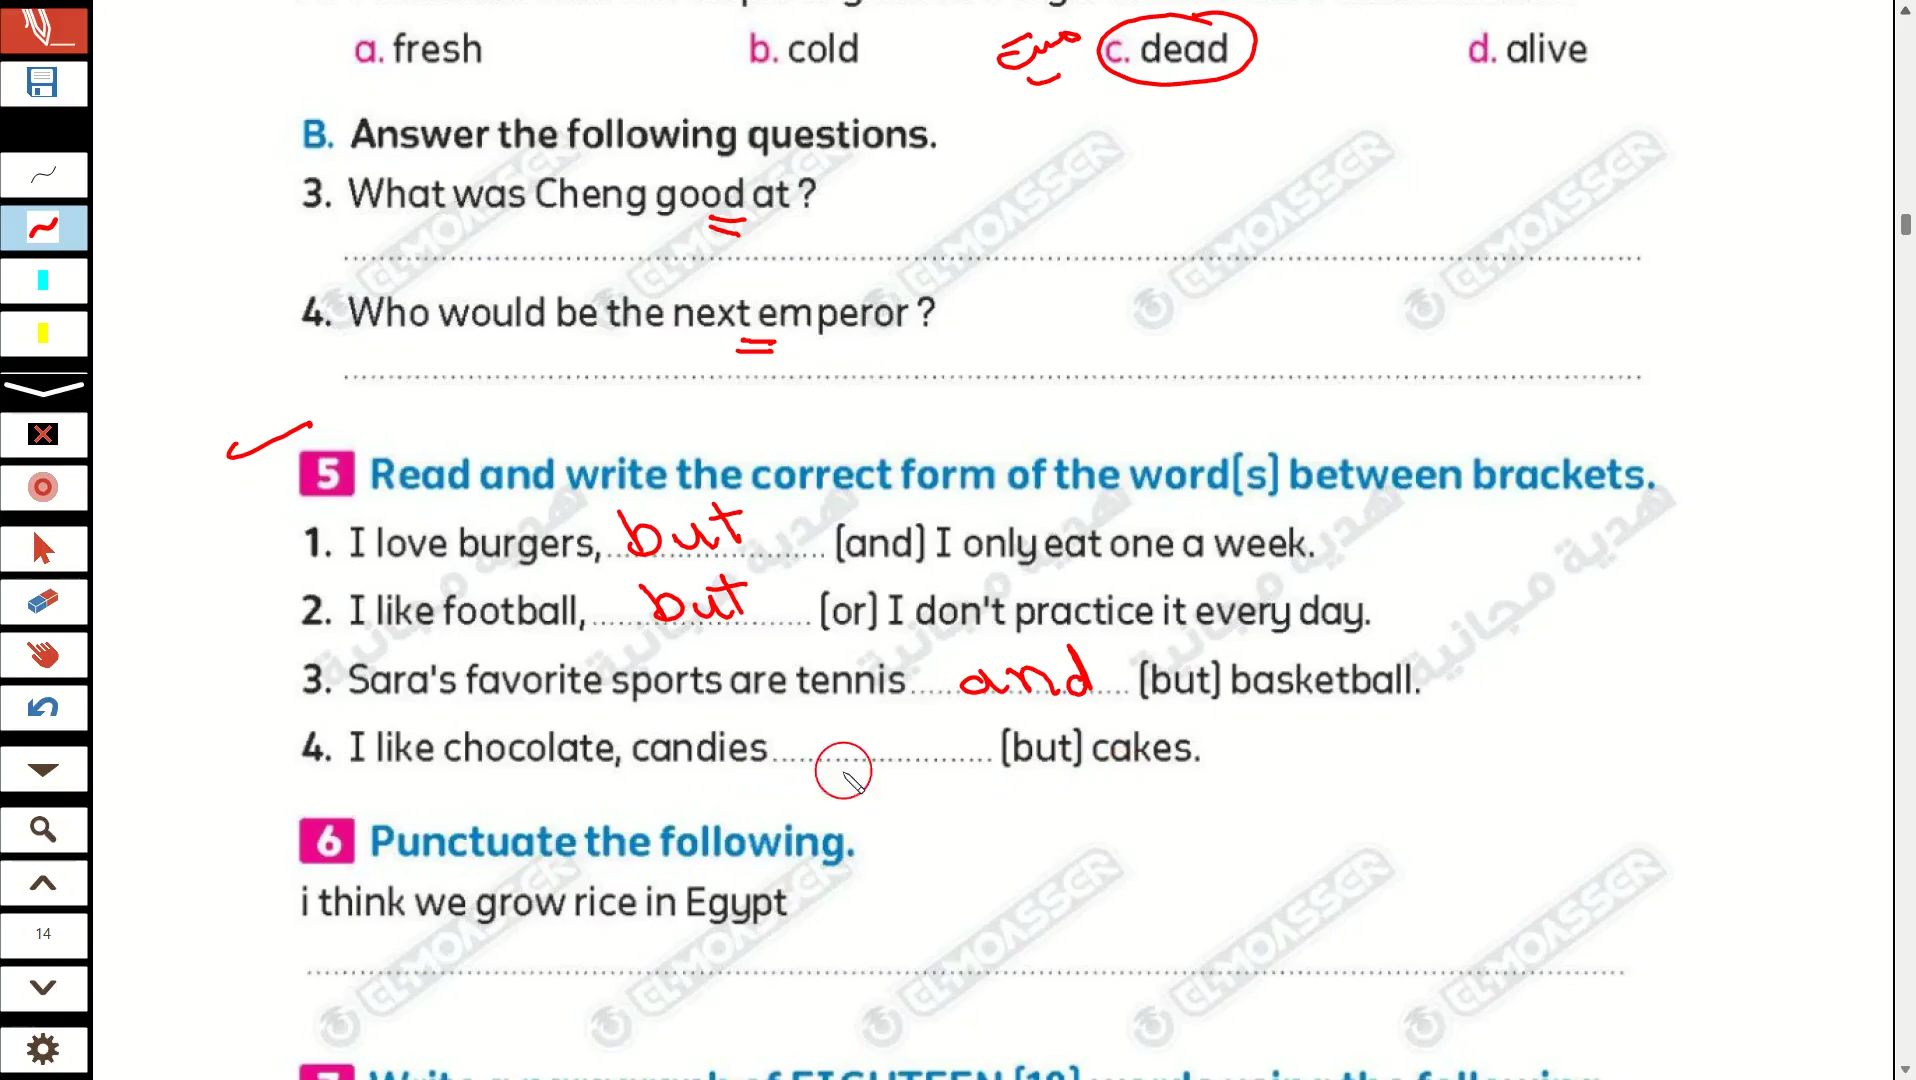 a. fresh b. cold c. dead d. alive
B. Answer the following questions.
3. What was Cheng good at ?
4. Who would be the next emperor ?
5 Read and write the correct form of the word(s) between brackets.
1. I love burgers, but (and) I only eat one a week.
2. I like football, but (or) I don't practice it every day.
3. Sara's favorite sports are tennis and (but) basketball.
4. I like chocolate, candies (but) cakes.
6 Punctuate the following.
i think we grow rice in Egypt
14
ELMOASSER
هدية مجانية